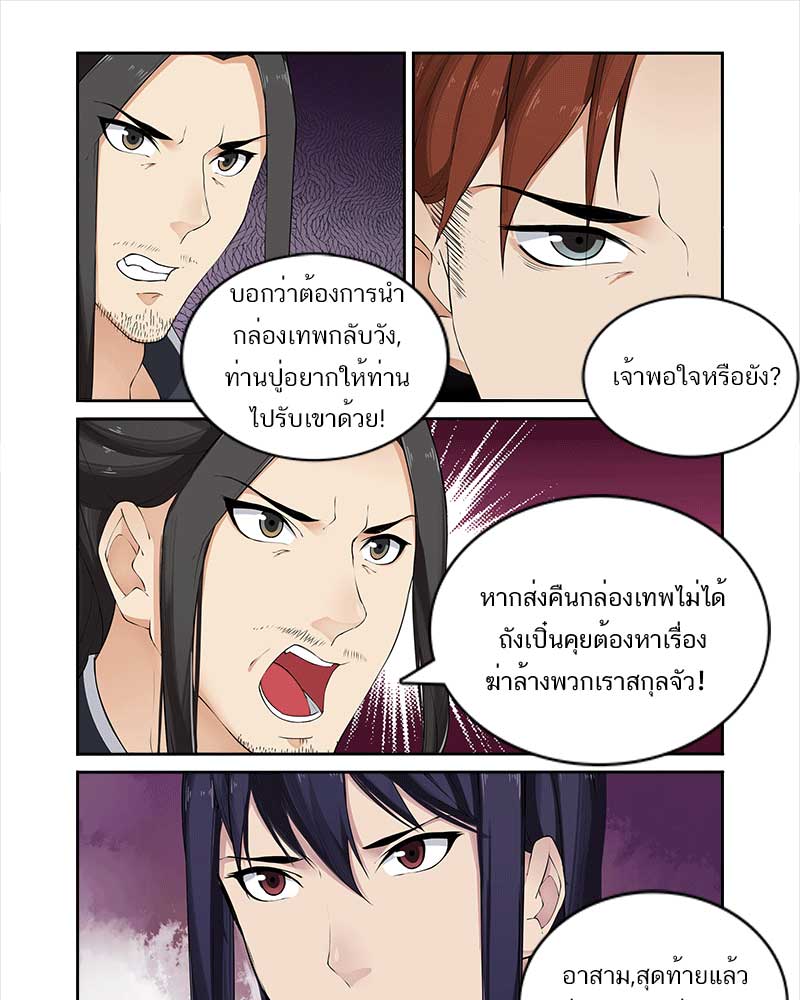 บอกว่าต้องการนำ
กล่องเทพกลับวัง,
ท่านปู่อยากให้ท่าน
ไปรับเขาด้วย!
เจ้าพอใจหรือยัง?
หากส่งคืนกล่องเทพไม่ได้
ถังเปิ๋นคุยต้องหาเรื่อง
ฆ่าล้างพวกเราสกุลจัว!
อาสาม,สุดท้ายแล้ว